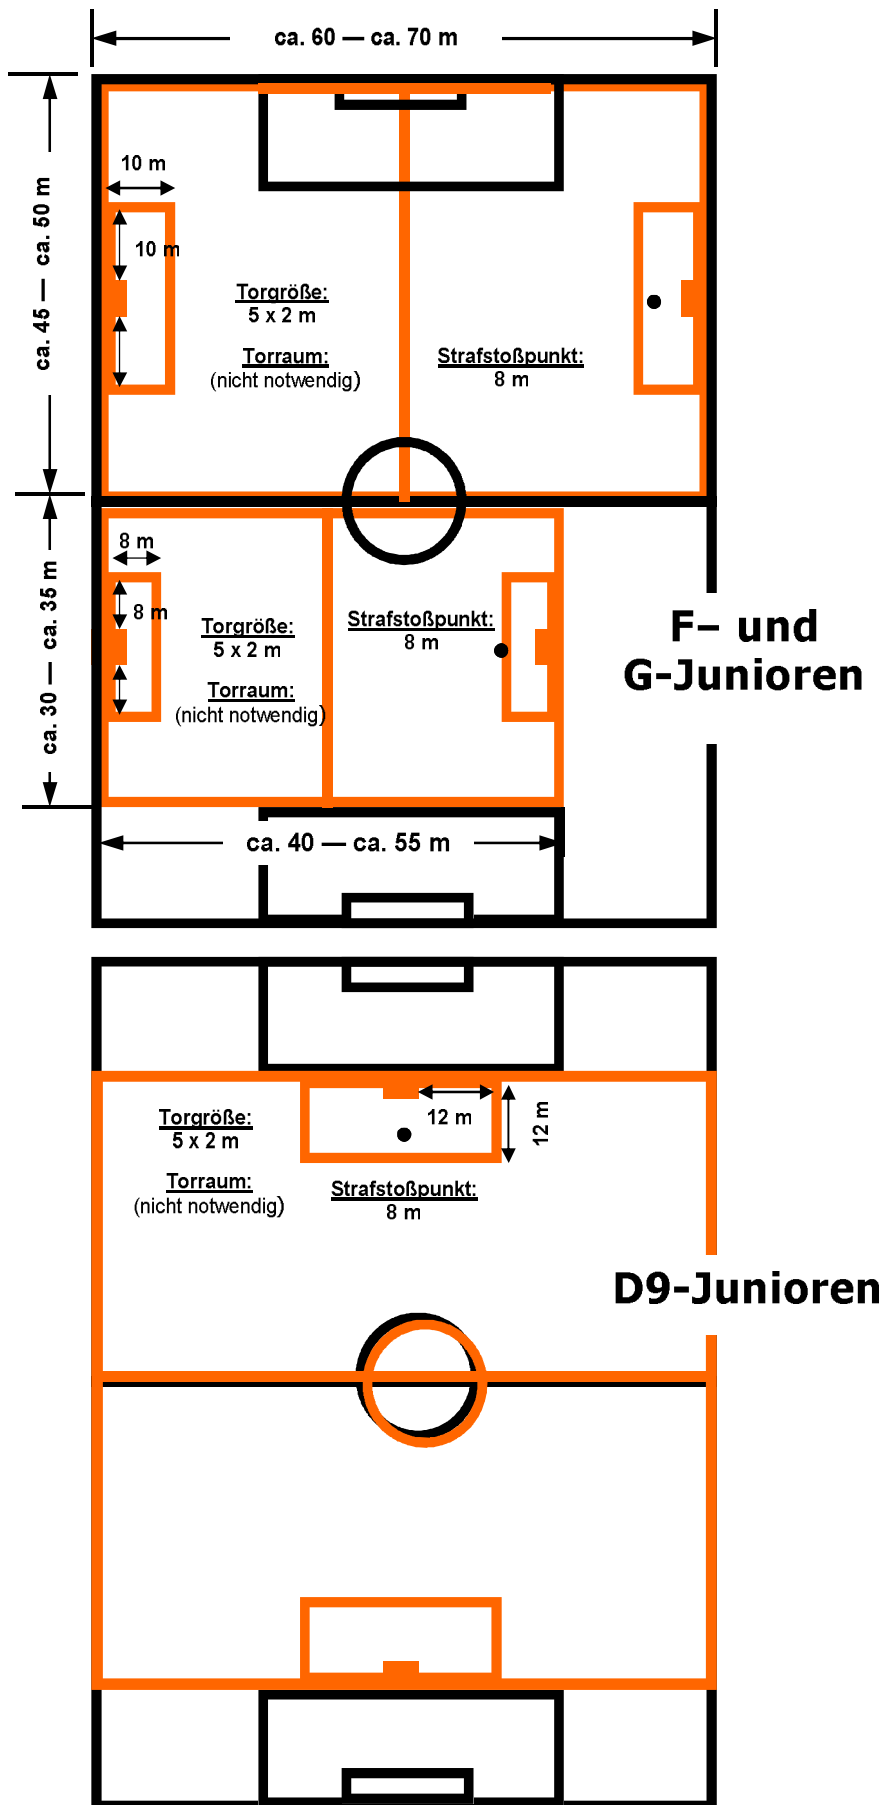 ca. 60 — ca. 70 m
ca. 45 — ca. 50 m
10 m
10 m
Torgröße:
5 x 2 m
Torraum:
(nicht notwendig)
Strafstoßpunkt:
8 m
ca. 30 — ca. 35 m
8 m
8 m
Torgröße:
5 x 2 m
Torraum:
(nicht notwendig)
Strafstoßpunkt:
8 m
F– und
G-Junioren
ca. 40 — ca. 55 m
12 m
12 m
Torgröße:
5 x 2 m
Torraum:
(nicht notwendig)
Strafstoßpunkt:
8 m
D9-Junioren